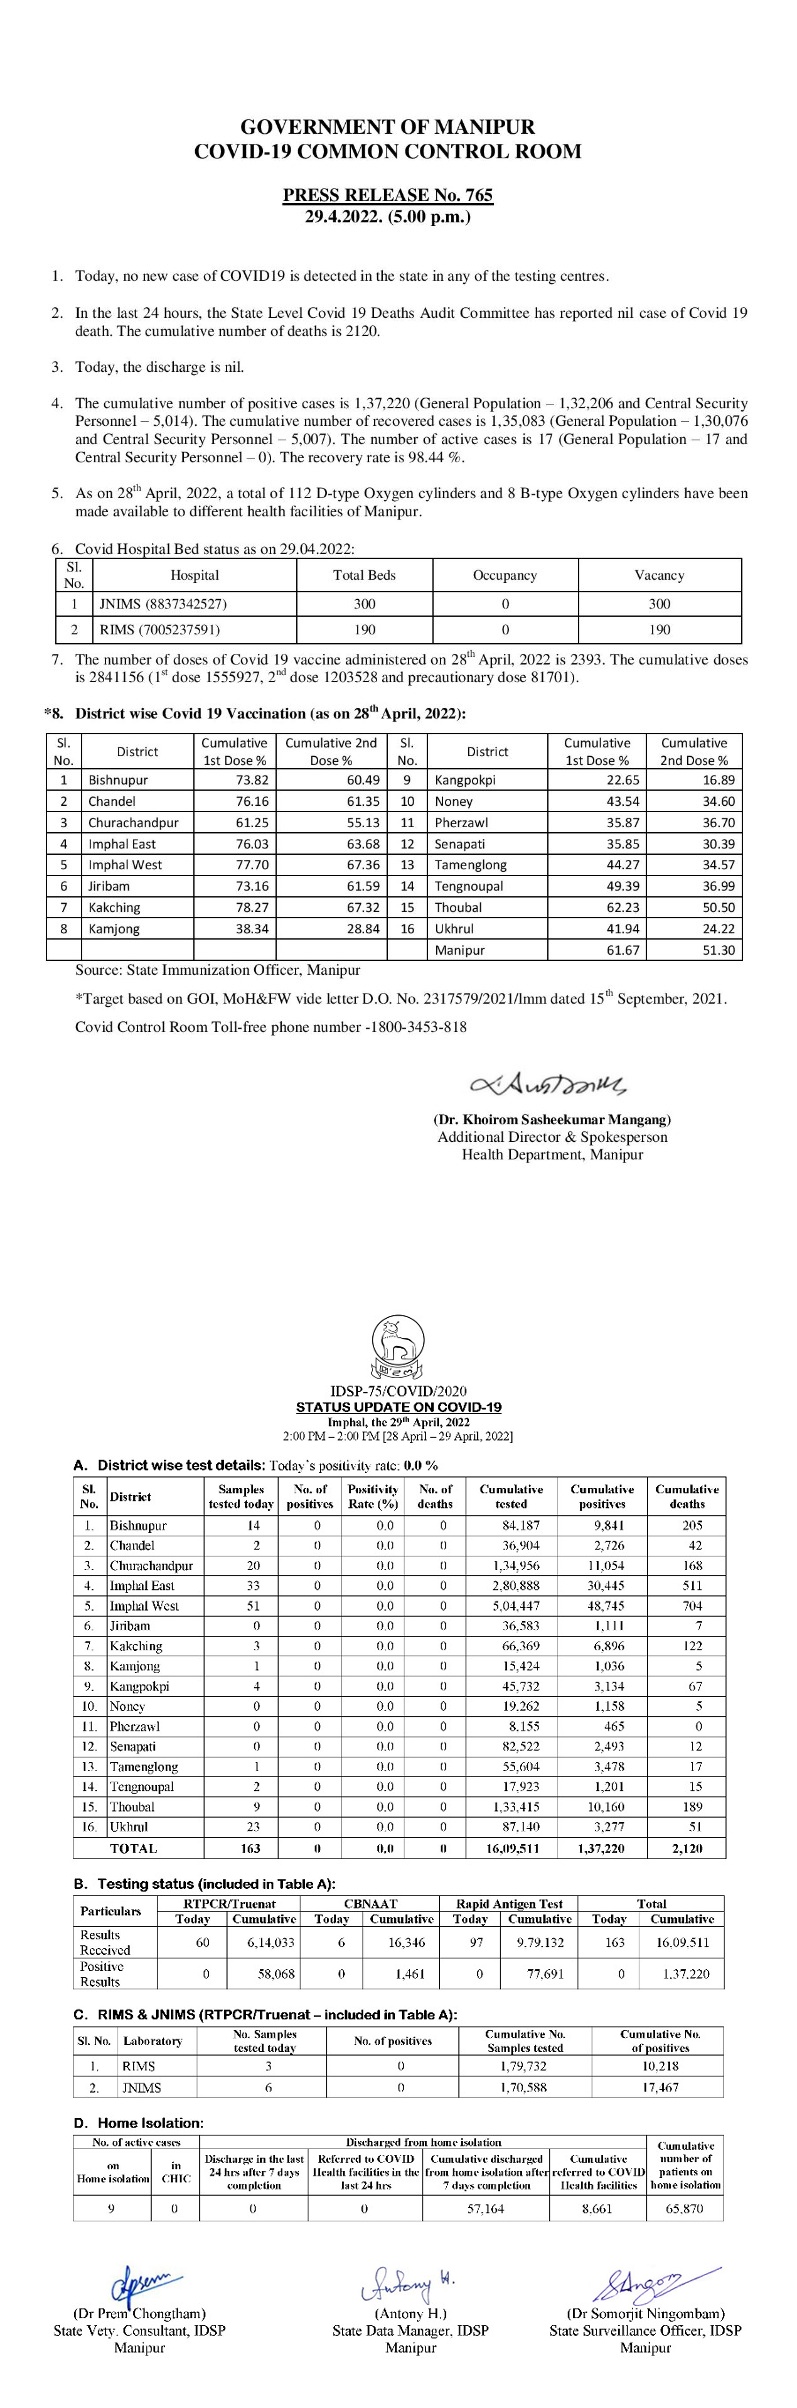 GOVERNMENT OF MANIPUR
COVID-19 COMMON CONTROL ROOM
PRESS RELEASE No. 765
29.4.2022. (5.00 p.m.)
1. Today, no new case of COVID19 is detected in the state in any of the testing centres.
2. In the last 24 hours, the State Level Covid 19 Deaths Audit Committee has reported nil case of Covid 19
death. The cumulative number of deaths is 2120.
3. Today, the discharge is nil.
4. The cumulative number of positive cases is 1,37,220 (General Population – 1,32,206 and Central Security
Personnel – 5,014). The cumulative number of recovered cases is 1,35,083 (General Population – 1,30,076
and Central Security Personnel – 5,007). The number of active cases is 17 (General Population – 17 and
Central Security Personnel – 0). The recovery rate is 98.44 %.
5. As on 28th April, 2022, a total of 112 D-type Oxygen cylinders and 8 B-type Oxygen cylinders have been
made available to different health facilities of Manipur.
6. Covid Hospital Bed status as on 29.04.2022:
Sl. No. Hospital Total Beds Occupancy Vacancy
1 JNIMS (8837342527) 300 0 300
2 RIMS (7005237591) 190 0 190
7. The number of doses of Covid 19 vaccine administered on 28th April, 2022 is 2393. The cumulative doses
is 2841156 (1st dose 1555927, 2nd dose 1203528 and precautionary dose 81701).
*8. District wise Covid 19 Vaccination (as on 28th April, 2022):
Sl. No. District Cumulative 1st Dose % Cumulative 2nd Dose % Sl. No. District Cumulative 1st Dose % Cumulative 2nd Dose %
1 Bishnupur 73.82 60.49 9 Kangpokpi 22.65 16.89
2 Chandel 76.16 61.35 10 Noney 43.54 34.60
3 Churachandpur 61.25 55.13 11 Pherzawl 35.87 36.70
4 Imphal East 76.03 63.68 12 Senapati 35.85 30.39
5 Imphal West 77.70 67.36 13 Tamenglong 44.27 34.57
6 Jiribam 73.16 61.59 14 Tengnoupal 49.39 36.99
7 Kakching 78.27 67.32 15 Thoubal 62.23 50.50
8 Kamjong 38.34 28.84 16 Ukhrul 41.94 24.22
Manipur 61.67 51.30
Source: State Immunization Officer, Manipur
*Target based on GOI, MoH&FW vide letter D.O. No. 2317579/2021/Imm dated 15th September, 2021.
Covid Control Room Toll-free phone number -1800-3453-818
(Dr. Khoirom Sasheekumar Mangang)
Additional Director & Spokesperson
Health Department, Manipur
IDSP-75/COVID/2020
STATUS UPDATE ON COVID-19
Imphal, the 29th April, 2022
2:00 PM – 2:00 PM [28 April – 29 April, 2022]
A. District wise test details: Today's positivity rate: 0.0 %
Sl. No. District Samples tested today No. of positives Positivity Rate (%) No. of deaths Cumulative tested Cumulative positives Cumulative deaths
1. Bishnupur 14 0 0.0 0 84,187 9,841 205
2. Chandel 2 0 0.0 0 36,904 2,726 42
3. Churachandpur 20 0 0.0 0 1,34,956 11,054 168
4. Imphal East 33 0 0.0 0 2,80,888 30,445 511
5. Imphal West 51 0 0.0 0 5,04,447 48,745 704
6. Jiribam 0 0 0.0 0 36,583 1,111 7
7. Kakching 3 0 0.0 0 66,369 6,896 122
8. Kamjong 1 0 0.0 0 15,424 1,036 5
9. Kangpokpi 4 0 0.0 0 45,732 3,134 67
10. Noney 0 0 0.0 0 19,262 1,158 5
11. Pherzawl 0 0 0.0 0 8,155 465 0
12. Senapati 0 0 0.0 0 82,522 2,493 12
13. Tamenglong 1 0 0.0 0 55,604 3,478 17
14. Tengnoupal 2 0 0.0 0 17,923 1,201 15
15. Thoubal 9 0 0.0 0 1,33,415 10,160 189
16. Ukhrul 23 0 0.0 0 87,140 3,277 51
TOTAL 163 0 0.0 0 16,09,511 1,37,220 2,120
B. Testing status (included in Table A):
Particulars RTPCR/Truenat CBNAAT Rapid Antigen Test Total
Today Cumulative Today Cumulative Today Cumulative Today Cumulative
Results Received 60 6,14,033 6 16,346 97 9,79,132 163 16,09,511
Positive Results 0 58,068 0 1,461 0 77,691 0 1,37,220
C. RIMS & JNIMS (RTPCR/Truenat – included in Table A):
Sl. No. Laboratory No. Samples tested today No. of positives Cumulative No. Samples tested Cumulative No. of positives
1. RIMS 3 0 1,79,732 10,218
2. JNIMS 6 0 1,70,588 17,467
D. Home Isolation:
No. of active cases Discharged from home isolation Cumulative number of patients on home isolation
on Home isolation in CHIC Discharge in the last 24 hrs after 7 days completion Referred to COVID Health facilities in the last 24 hrs Cumulative discharged from home isolation after 7 days completion Cumulative referred to COVID Health facilities
9 0 0 0 57,164 8,661 65,870
Antony H.
(Dr Prem Chongtham) (Antony H.) (Dr Somorjit Ningombam)
State Vety. Consultant, IDSP State Data Manager, IDSP State Surveillance Officer, IDSP
Manipur Manipur Manipur